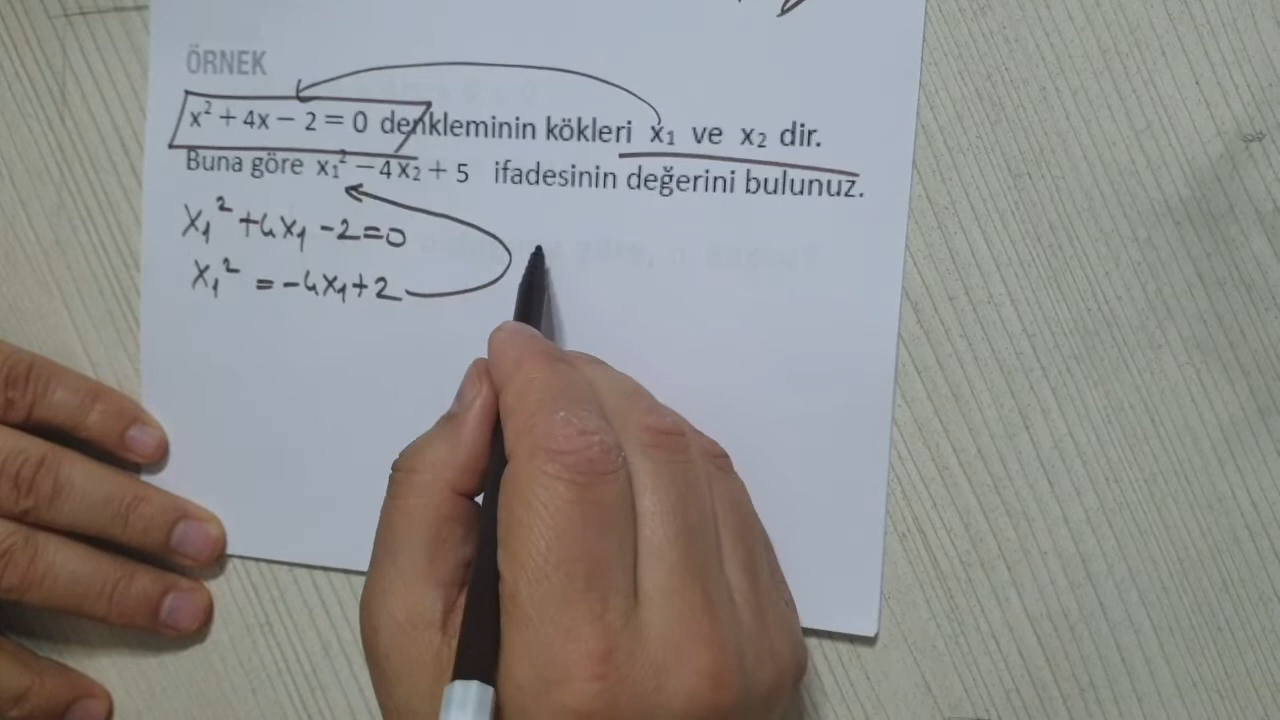 ÖRNEK
x² + 4x − 2 = 0 denkleminin kökleri x₁ ve x₂ dir.
Buna göre x₁² − 4x₂ + 5 ifadesinin değerini bulunuz.
x₁² + 4x₁ − 2 = 0
x₁² = −4x₁ + 2